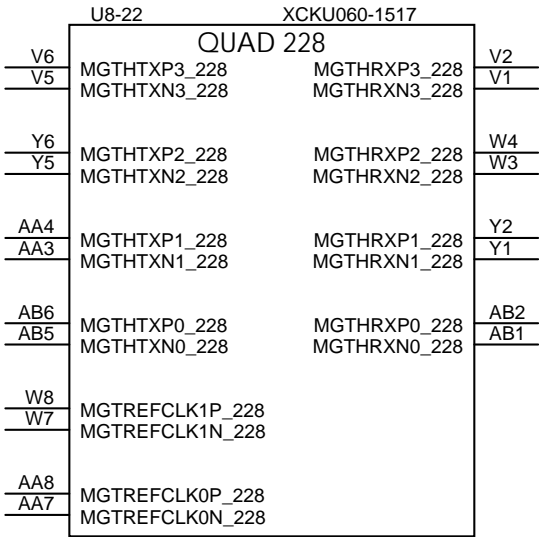 U8-22 XCKU060-1517
QUAD 228
V6 MGTHTXP3_228 MGTHRXP3_228 V2
V5 MGTHTXN3_228 MGTHRXN3_228 V1
Y6 MGTHTXP2_228 MGTHRXP2_228 W4
Y5 MGTHTXN2_228 MGTHRXN2_228 W3
AA4 MGTHTXP1_228 MGTHRXP1_228 Y2
AA3 MGTHTXN1_228 MGTHRXN1_228 Y1
AB6 MGTHTXP0_228 MGTHRXP0_228 AB2
AB5 MGTHTXN0_228 MGTHRXN0_228 AB1
W8 MGTREFCLK1P_228
W7 MGTREFCLK1N_228
AA8 MGTREFCLK0P_228
AA7 MGTREFCLK0N_228